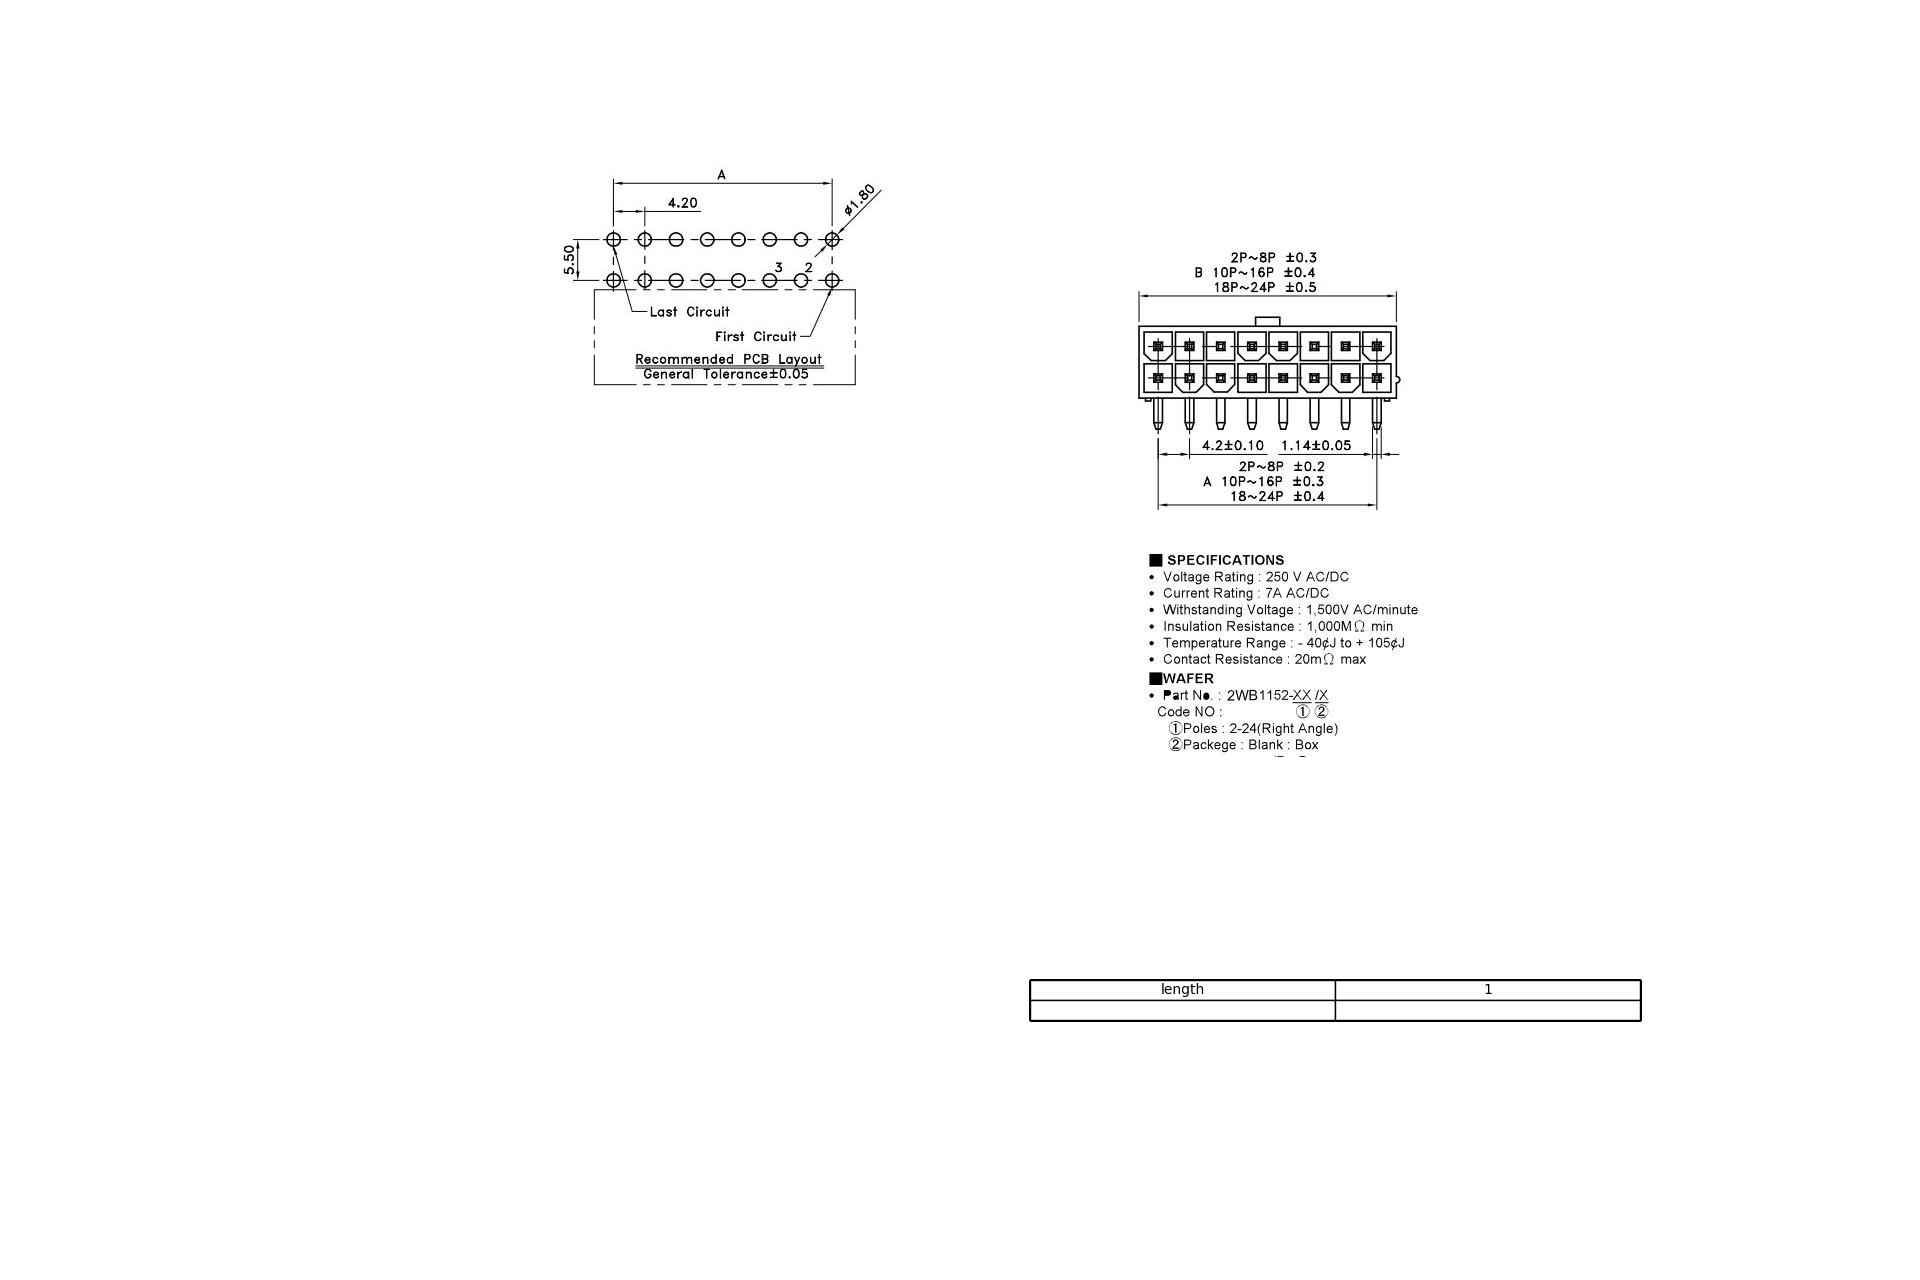 A
4.20
ø1.80
5.50
3 2
Last Circuit
First Circuit
Recommended PCB Layout
General Tolerance±0.05
2P~8P ±0.3
B 10P~16P ±0.4
18P~24P ±0.5
4.2±0.10 1.14±0.05
2P~8P ±0.2
A 10P~16P ±0.3
18~24P ±0.4
■ SPECIFICATIONS
• Voltage Rating : 250 V AC/DC
• Current Rating : 7A AC/DC
• Withstanding Voltage : 1,500V AC/minute
• Insulation Resistance : 1,000MΩ min
• Temperature Range : - 40¢J to + 105¢J
• Contact Resistance : 20mΩ max
■WAFER
• Part No. : 2WB1152-XX /X
Code NO : ① ②
①Poles : 2-24(Right Angle)
②Packege : Blank : Box
length 1